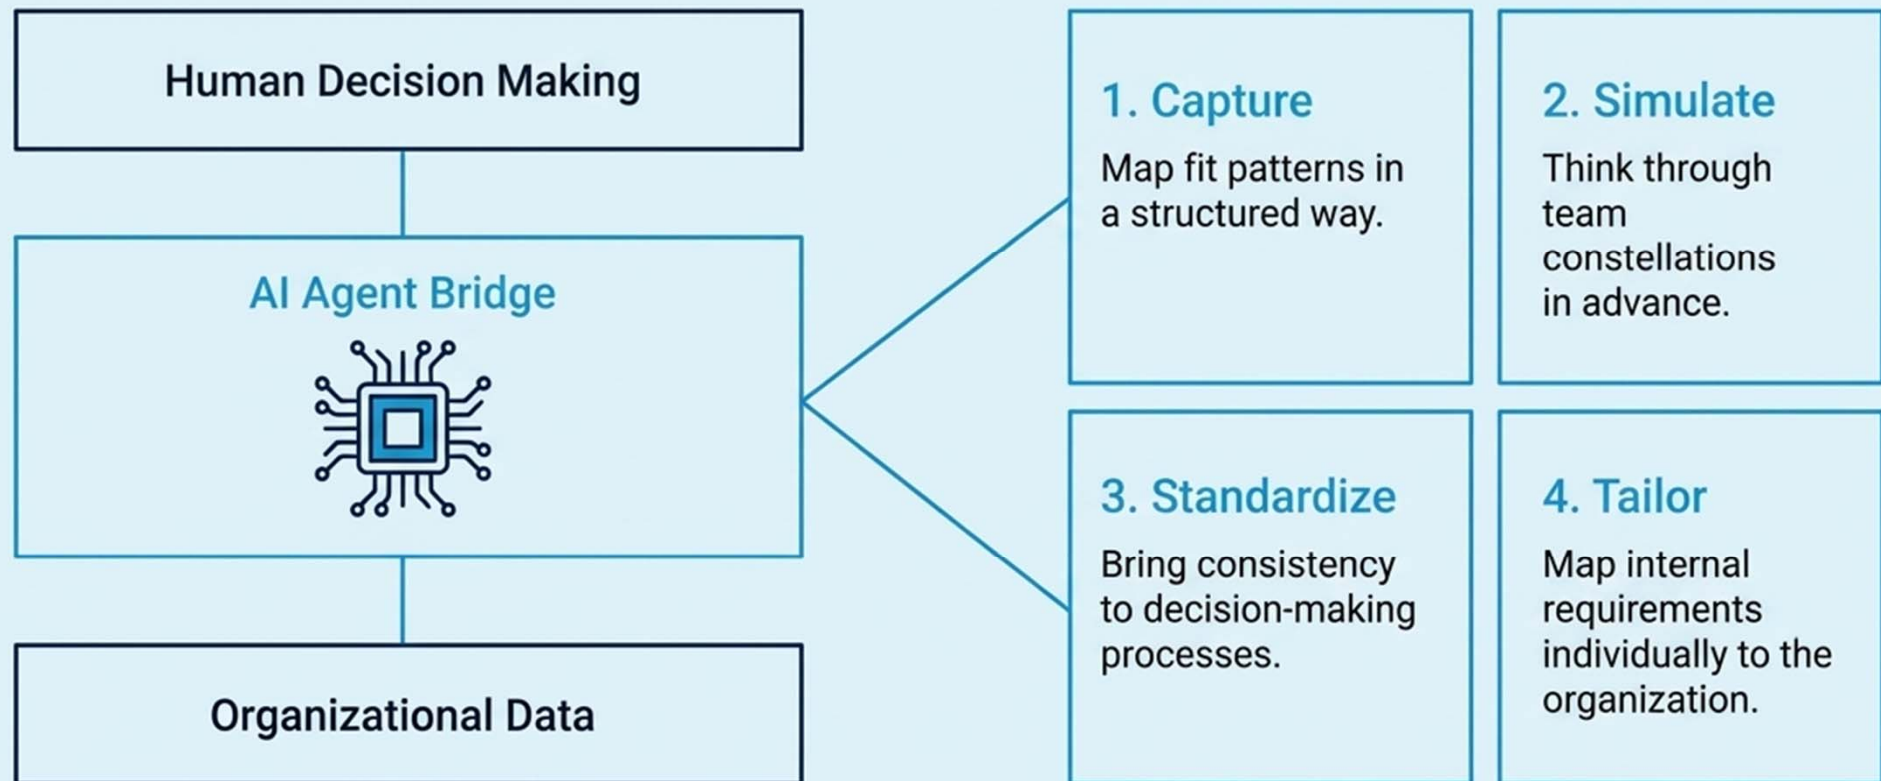 Human Decision Making
AI Agent Bridge
Organizational Data
1. Capture
Map fit patterns in
a structured way.
2. Simulate
Think through
team
constellations
in advance.
3. Standardize
Bring consistency
to decision-making
processes.
4. Tailor
Map internal
requirements
individually to the
organization.